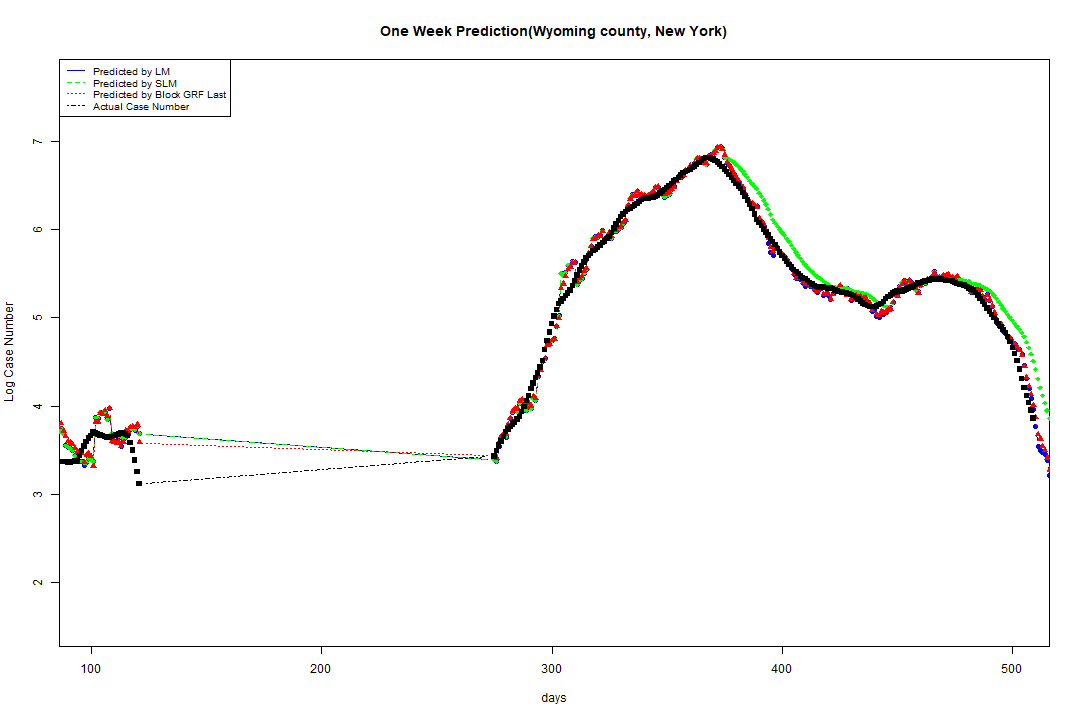 One Week Prediction(Wyoming county, New York)
Predicted by LM
Predicted by SLM
Predicted by Block GRF Last
Actual Case Number
7
6
5
4
3
2
Log Case Number
100 200 300 400 500
days